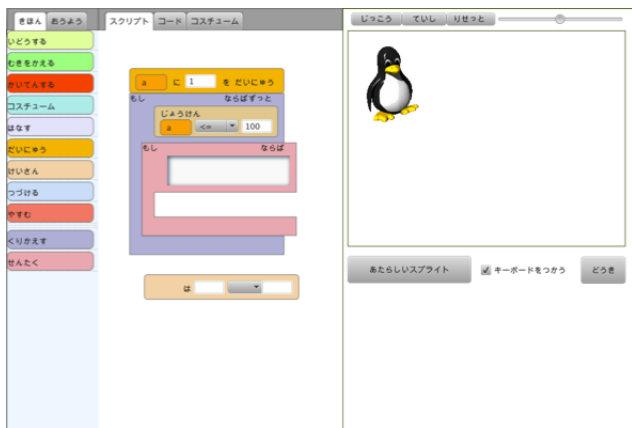 きほん おうよう
いどうする
むきをかえる
かいてんする
コスチューム
はなす
だいにゅう
けいさん
つづける
やすむ
くりかえす
せんたく
スクリプト コード コスチューム
a に 1 を だいにゅう
もし ならばずっと
じょうけん
a <= 100
もし ならば
は
じっこう ていし りせっと
あたらしいスプライト キーボードをつかう どうき